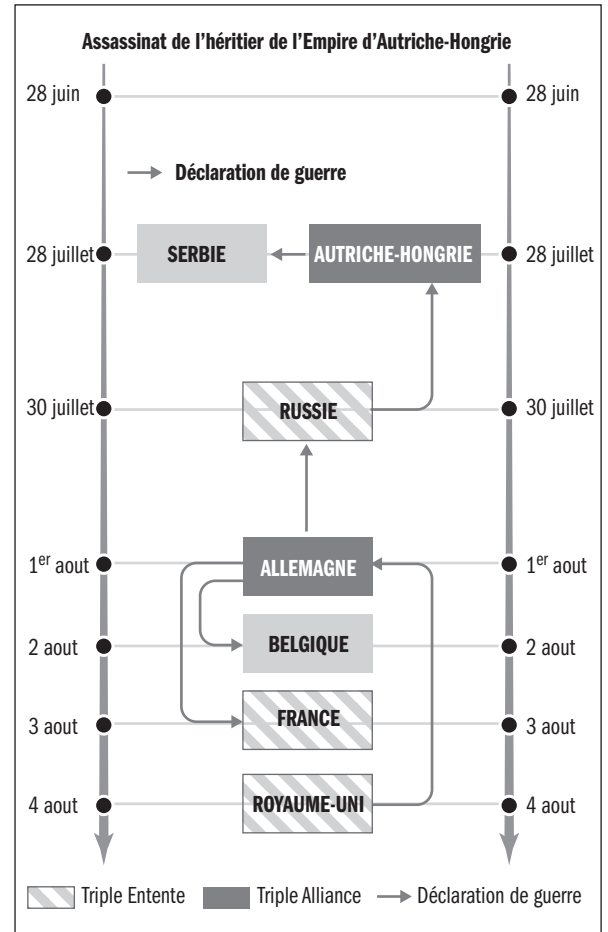 Assassinat de l’héritier de l’Empire d’Autriche-Hongrie
28 juin 28 juin
Déclaration de guerre
28 juillet SERBIE AUTRICHE-HONGRIE 28 juillet
30 juillet RUSSIE 30 juillet
1er aout ALLEMAGNE 1er aout
2 aout BELGIQUE 2 aout
3 aout FRANCE 3 aout
4 aout ROYAUME-UNI 4 aout
Triple Entente Triple Alliance Déclaration de guerre